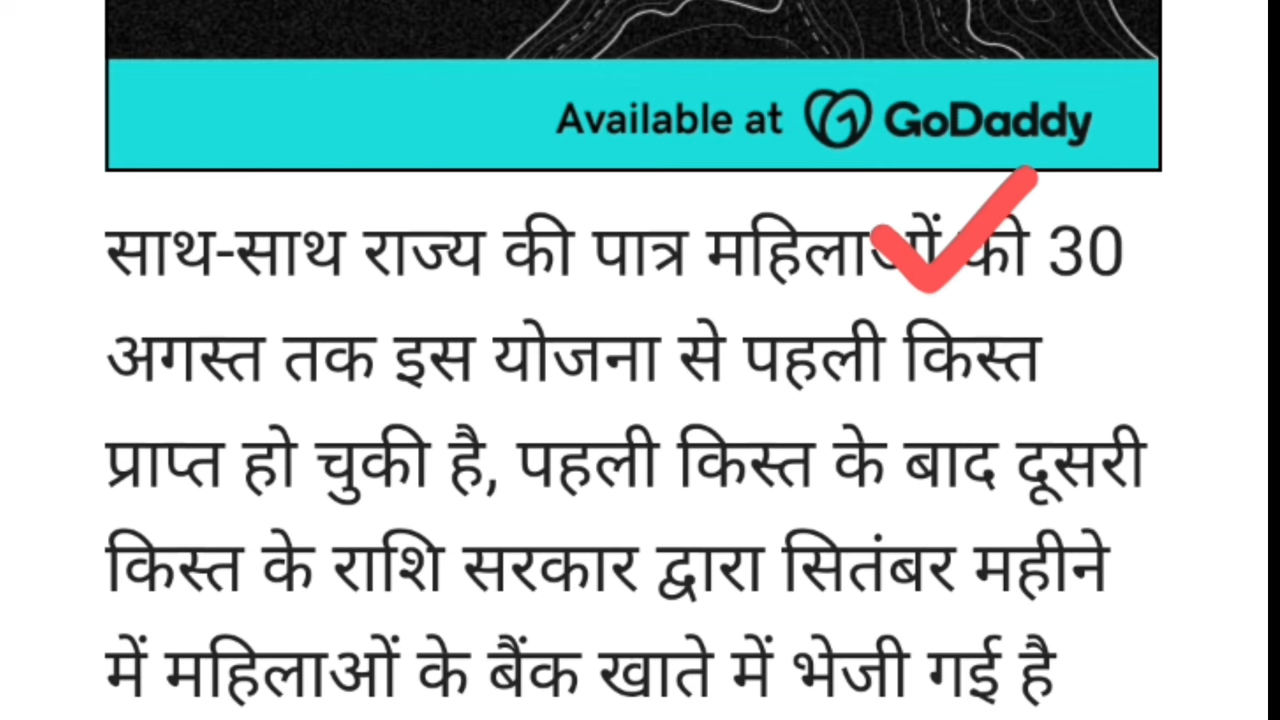 Available at GoDaddy
साथ-साथ राज्य की पात्र महिलाओं को 30
अगस्त तक इस योजना से पहली किस्त
प्राप्त हो चुकी है, पहली किस्त के बाद दूसरी
किस्त के राशि सरकार द्वारा सितंबर महीने
में महिलाओं के बैंक खाते में भेजी गई है